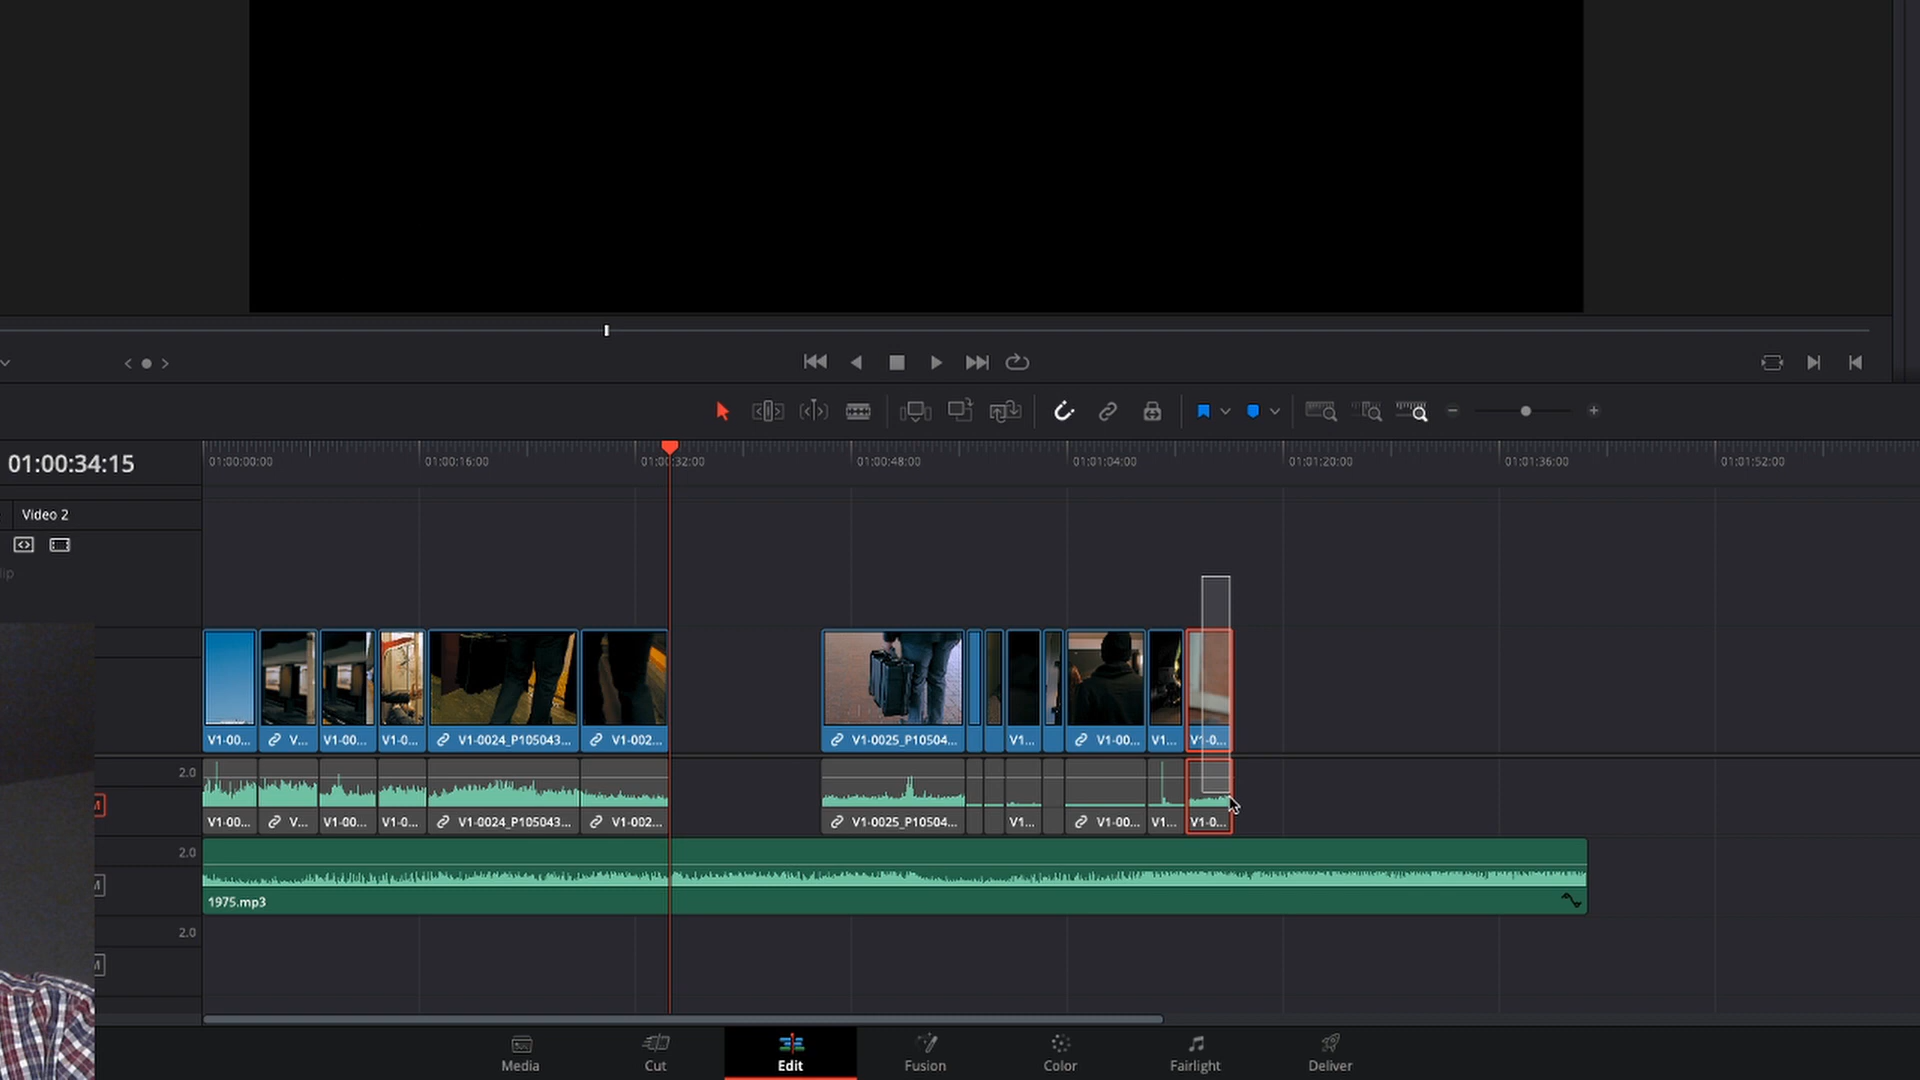 01:00:34:15
01:00:00:00
01:00:16:00
01:00:32:00
01:00:48:00
01:01:04:00
01:01:20:00
01:01:36:00
01:01:52:00
Video 2
lip
V1-00...
V...
V1-00...
V1-0...
V1-0024_P105043...
V1-002...
V1-0025_P10504...
V1...
V1-00...
V1...
V1-0...
2.0
M
V1-00...
V...
V1-00...
V1-0...
V1-0024_P105043...
V1-002...
V1-0025_P10504...
V1...
V1-00...
V1...
V1-0...
2.0
M
1975.mp3
2.0
M
Media
Cut
Edit
Fusion
Color
Fairlight
Deliver